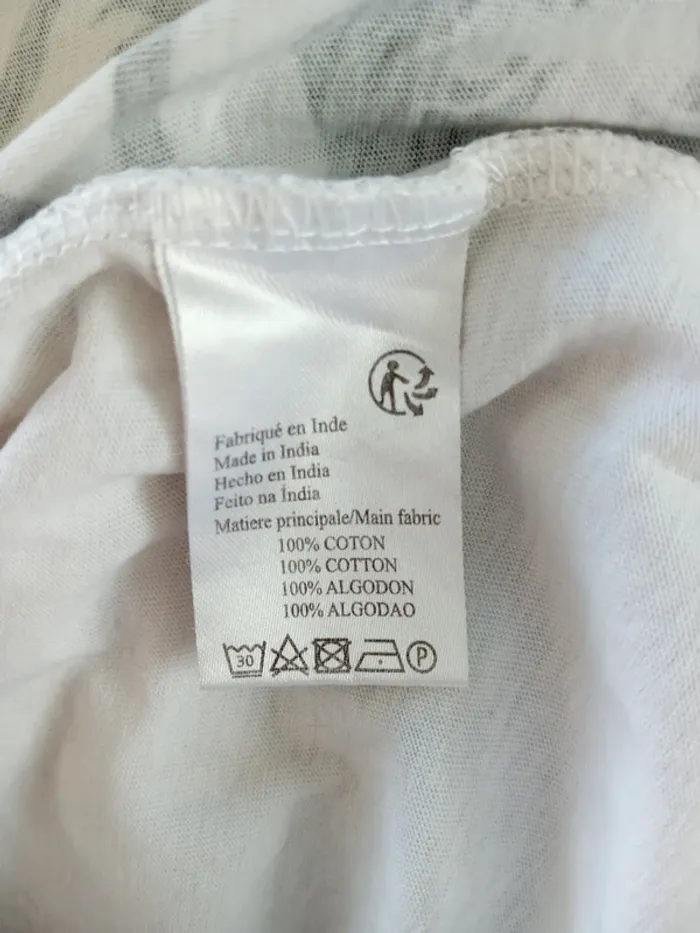 Fabriqué en Inde
Made in India
Hecho en India
Feito na Índia
Matiere principale/Main fabric
100% COTON
100% COTTON
100% ALGODON
100% ALGODAO
30 P